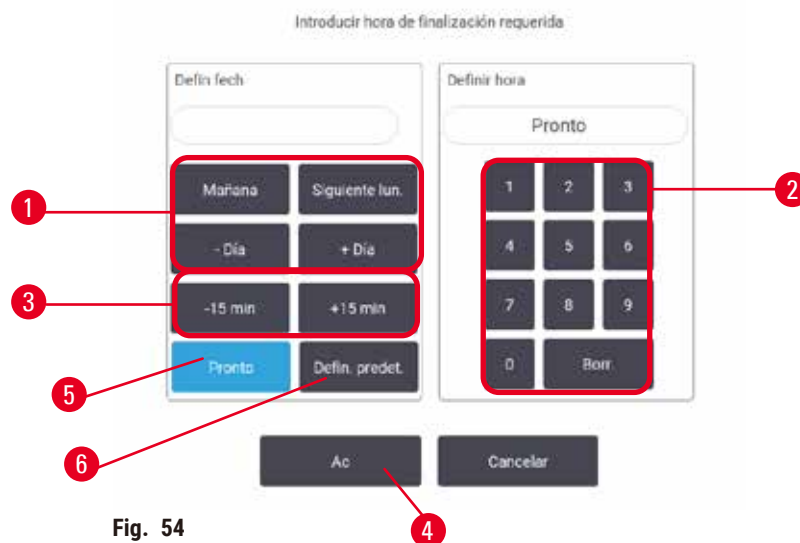 Introducir hora de finalización requerida
Defin fech
Definir hora
Pronto
Mañana
Siguiente lun.
- Día
+ Día
-15 min
+15 min
Pronto
Defin. predet.
1 2 3
4 5 6
7 8 9
0 Borr
Ac
Cancelar
1
2
3
5
6
4
Fig. 54